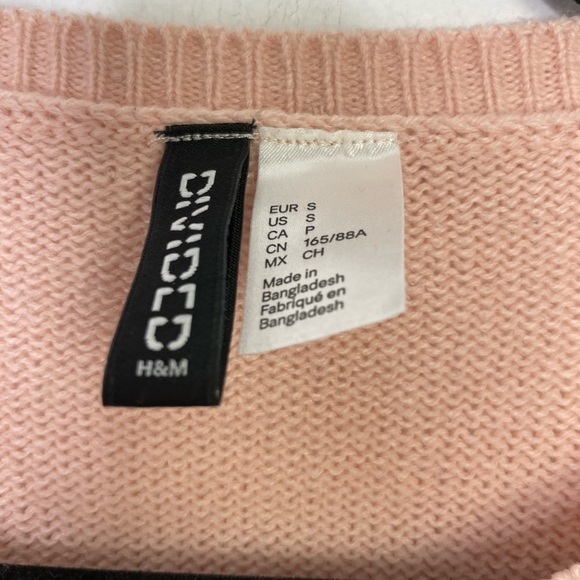 DIVIDED
H&M
EUR S
US S
CA P
CN 165/88A
MX CH
Made in
Bangladesh
Fabriqué en
Bangladesh